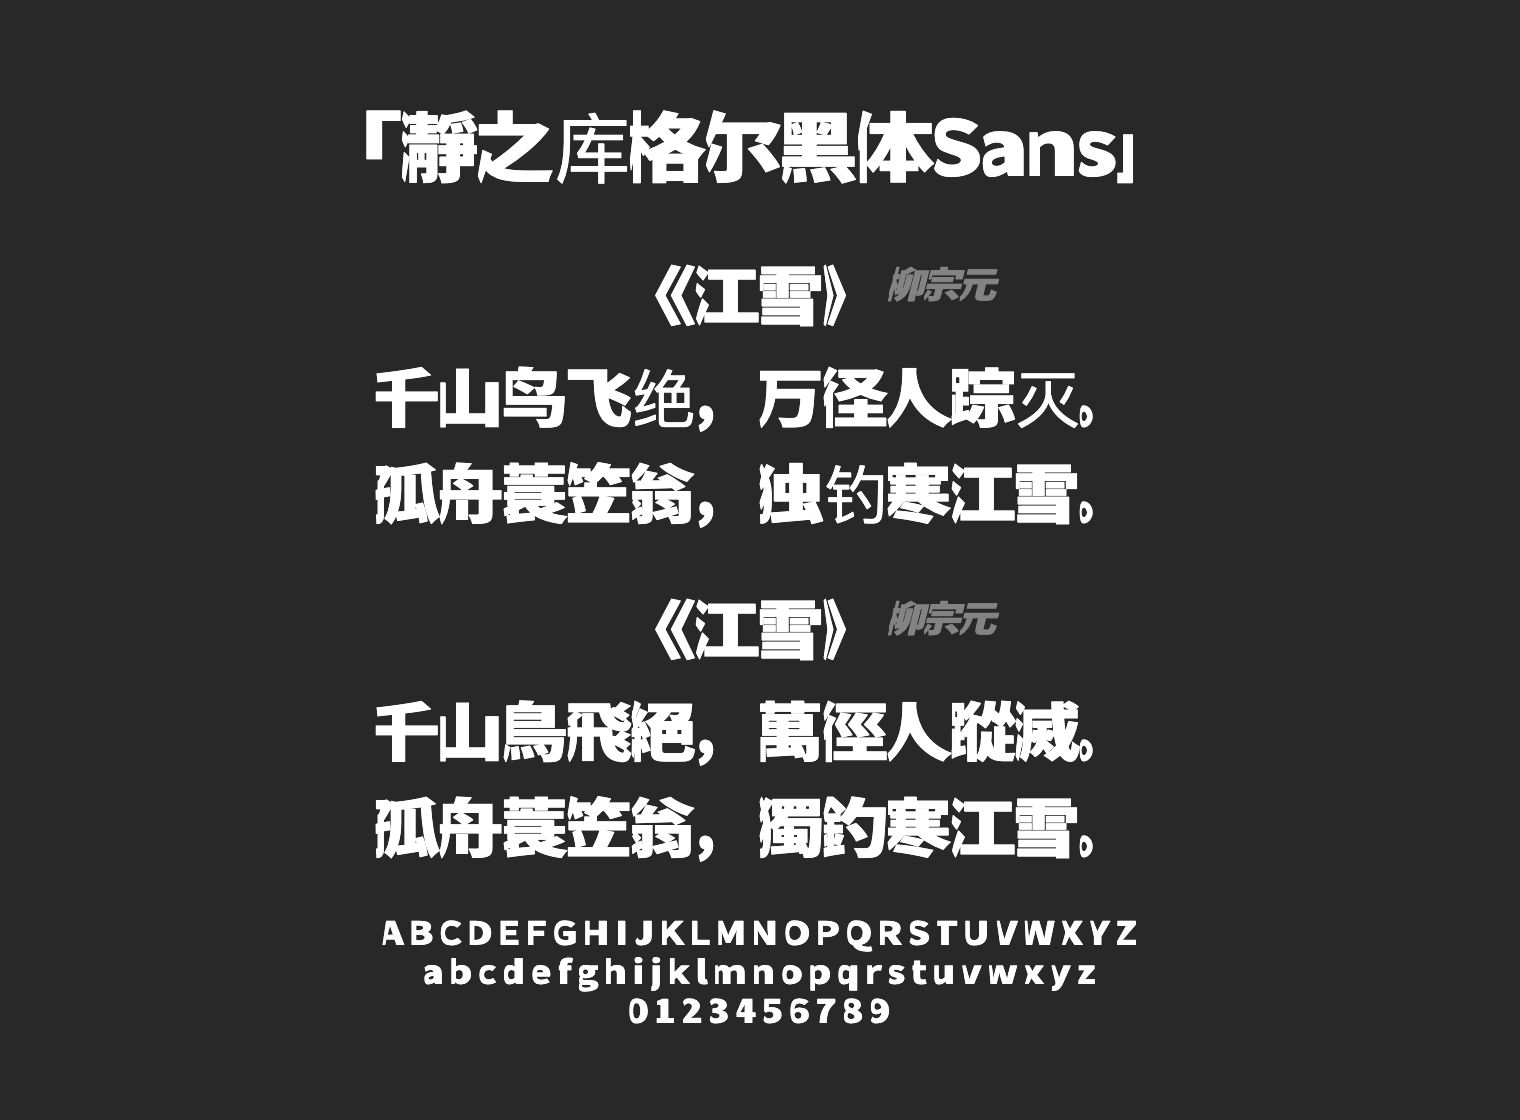 「瀞之库格尔黑体Sans」
《江雪》 柳宗元
千山鸟飞绝，万径人踪灭。
孤舟蓑笠翁，独钓寒江雪。
《江雪》 柳宗元
千山鳥飛絕，萬徑人蹤滅。
孤舟蓑笠翁，獨釣寒江雪。
ABCDEFGHIJKLMNOPQRSTUVWXYZ
abcdefghijklmnopqrstuvwxyz
0123456789